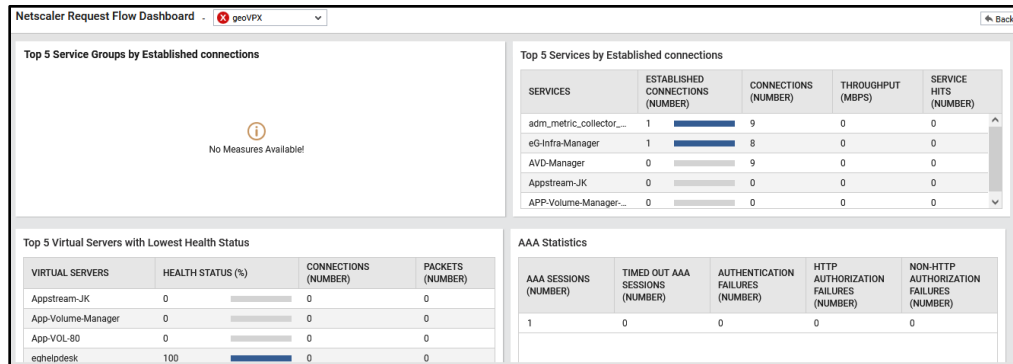 Netscaler Request Flow Dashboard - geoVPX
Back
Top 5 Service Groups by Established connections
No Measures Available!
Top 5 Services by Established connections
SERVICES ESTABLISHED CONNECTIONS (NUMBER) CONNECTIONS (NUMBER) THROUGHPUT (MBPS) SERVICE HITS (NUMBER)
adm_metric_collector_... 1 9 0 0
eG-Infra-Manager 1 8 0 0
AVD-Manager 0 9 0 0
Appstream-JK 0 0 0 0
APP-Volume-Manager-... 0 0 0 0
Top 5 Virtual Servers with Lowest Health Status
VIRTUAL SERVERS HEALTH STATUS (%) CONNECTIONS (NUMBER) PACKETS (NUMBER)
Appstream-JK 0 0 0
App-Volume-Manager 0 0 0
App-VOL-80 0 0 0
eghelpdesk 100 0 0
AAA Statistics
AAA SESSIONS (NUMBER) TIMED OUT AAA SESSIONS (NUMBER) AUTHENTICATION FAILURES (NUMBER) HTTP AUTHORIZATION FAILURES (NUMBER) NON-HTTP AUTHORIZATION FAILURES (NUMBER)
1 0 0 0 0